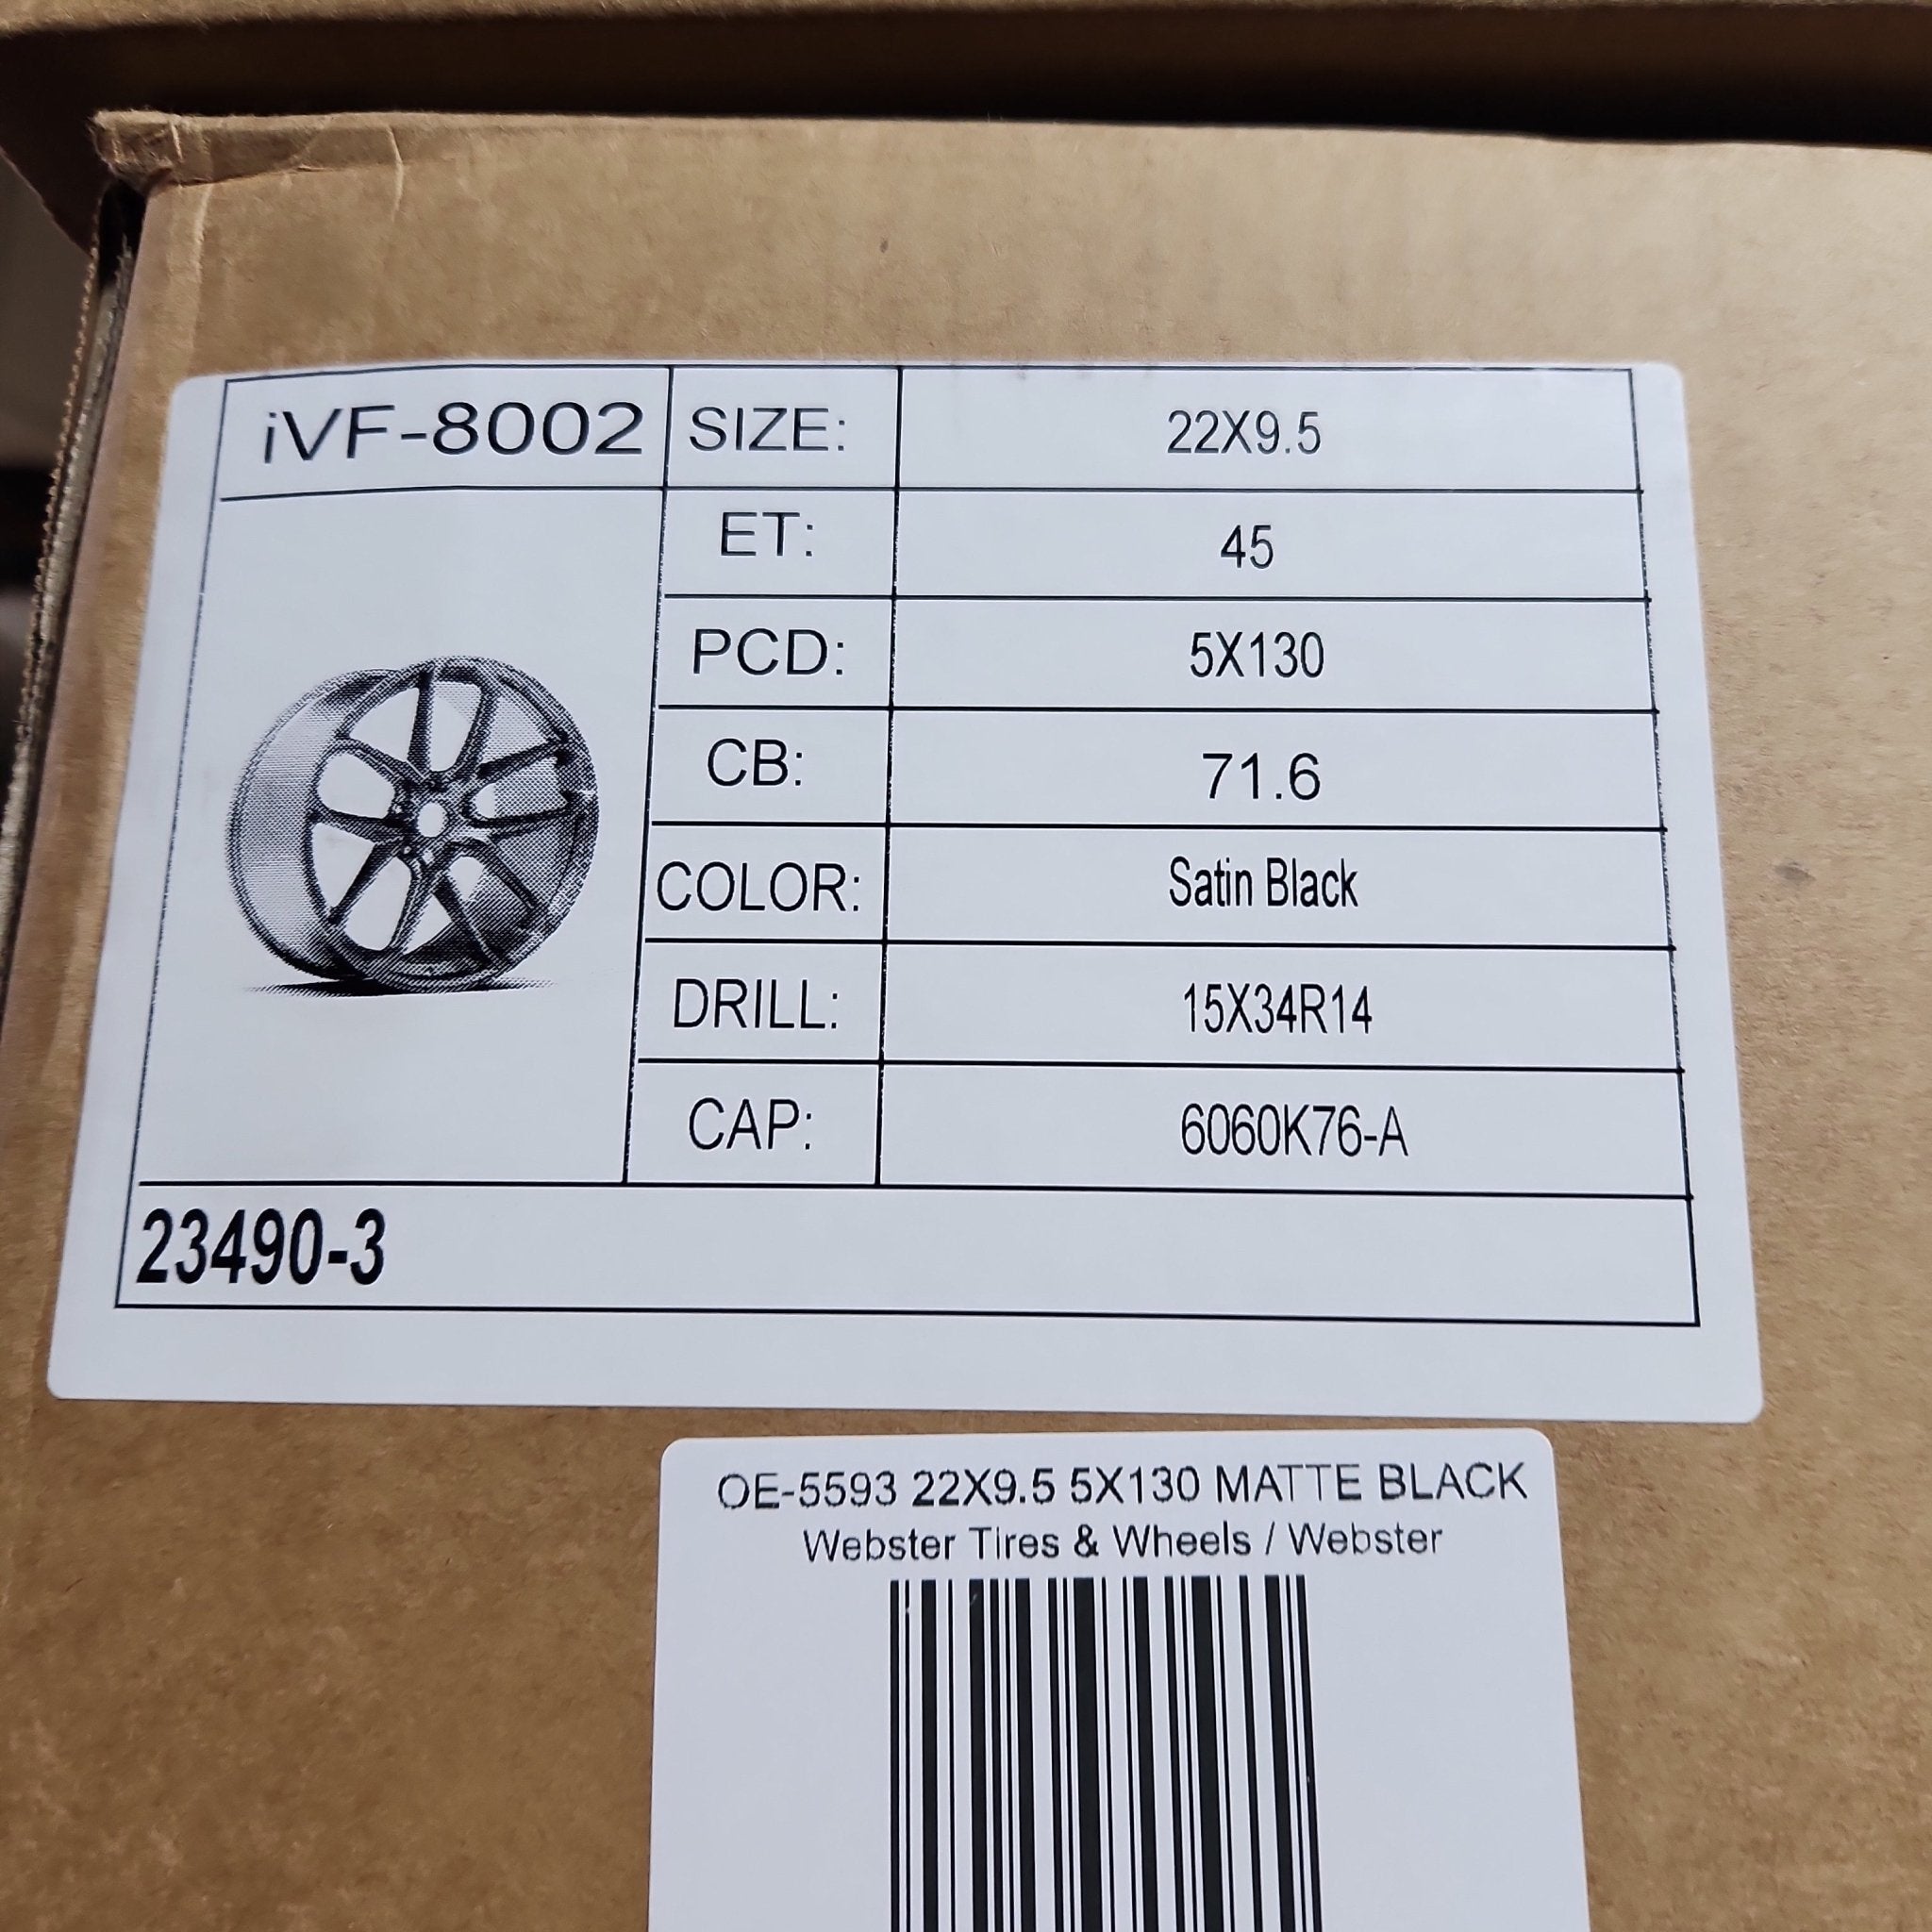 iVF-8002 SIZE: 22X9.5
ET: 45
PCD: 5X130
CB: 71.6
COLOR: Satin Black
DRILL: 15X34R14
CAP: 6060K76-A
23490-3
OE-5593 22X9.5 5X130 MATTE BLACK
Webster Tires & Wheels / Webster